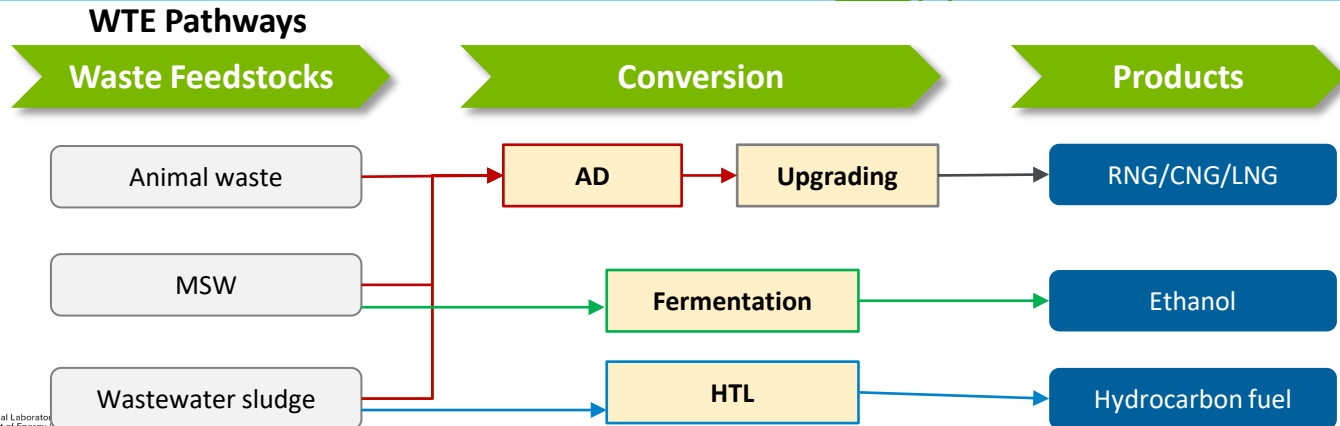 WTE Pathways
Waste Feedstocks
Conversion
Products
Animal waste
AD
Upgrading
RNG/CNG/LNG
MSW
Fermentation
Ethanol
Wastewater sludge
HTL
Hydrocarbon fuel